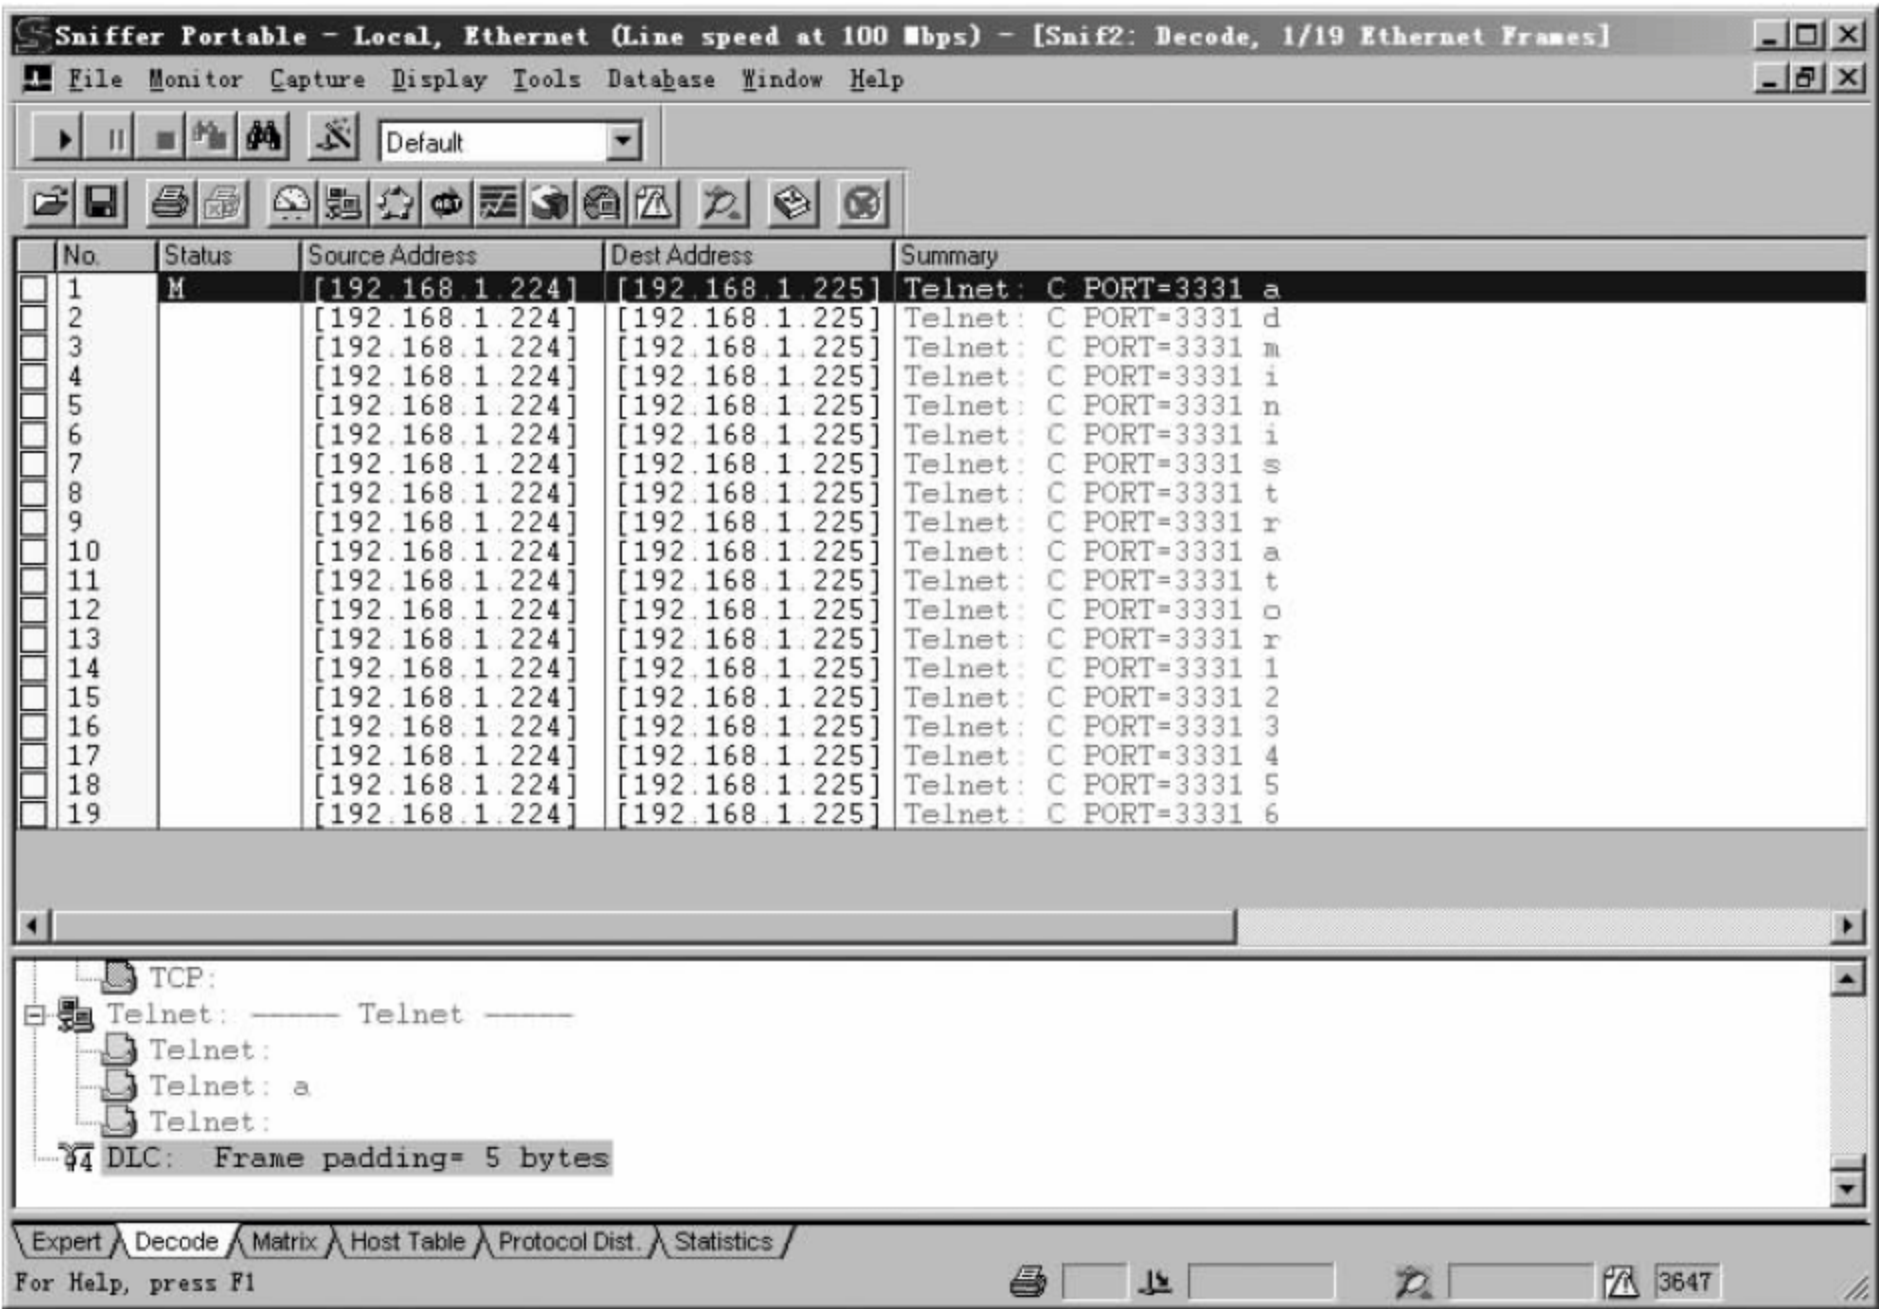 Sniffer Portable - Local, Ethernet (Line speed at 100 Mbps) - [Snif2: Decode, 1/19 Ethernet Frames]
File Monitor Capture Display Tools Database Window Help
Default
No. Status Source Address Dest Address Summary
1 M [192.168.1.224] [192.168.1.225] Telnet: C PORT=3331 a
2 [192.168.1.224] [192.168.1.225] Telnet: C PORT=3331 d
3 [192.168.1.224] [192.168.1.225] Telnet: C PORT=3331 m
4 [192.168.1.224] [192.168.1.225] Telnet: C PORT=3331 i
5 [192.168.1.224] [192.168.1.225] Telnet: C PORT=3331 n
6 [192.168.1.224] [192.168.1.225] Telnet: C PORT=3331 i
7 [192.168.1.224] [192.168.1.225] Telnet: C PORT=3331 s
8 [192.168.1.224] [192.168.1.225] Telnet: C PORT=3331 t
9 [192.168.1.224] [192.168.1.225] Telnet: C PORT=3331 r
10 [192.168.1.224] [192.168.1.225] Telnet: C PORT=3331 a
11 [192.168.1.224] [192.168.1.225] Telnet: C PORT=3331 t
12 [192.168.1.224] [192.168.1.225] Telnet: C PORT=3331 o
13 [192.168.1.224] [192.168.1.225] Telnet: C PORT=3331 r
14 [192.168.1.224] [192.168.1.225] Telnet: C PORT=3331 1
15 [192.168.1.224] [192.168.1.225] Telnet: C PORT=3331 2
16 [192.168.1.224] [192.168.1.225] Telnet: C PORT=3331 3
17 [192.168.1.224] [192.168.1.225] Telnet: C PORT=3331 4
18 [192.168.1.224] [192.168.1.225] Telnet: C PORT=3331 5
19 [192.168.1.224] [192.168.1.225] Telnet: C PORT=3331 6
TCP:
Telnet: ----- Telnet -----
Telnet:
Telnet: a
Telnet:
DLC: Frame padding= 5 bytes
Expert Decode Matrix Host Table Protocol Dist. Statistics
For Help, press F1 3647